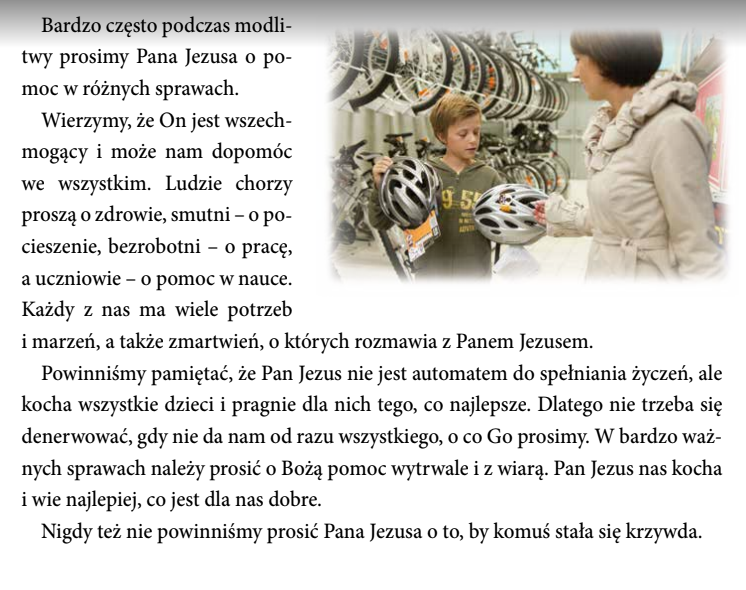 Bardzo często podczas modli-
twy prosimy Pana Jezusa o po-
moc w różnych sprawach.
Wierzymy, że On jest wszech-
mogący i może nam dopomóc
we wszystkim. Ludzie chorzy
proszą o zdrowie, smutni – o po-
cieszenie, bezrobotni – o pracę,
a uczniowie – o pomoc w nauce.
Każdy z nas ma wiele potrzeb
i marzeń, a także zmartwień, o których rozmawia z Panem Jezusem.
Powinniśmy pamiętać, że Pan Jezus nie jest automatem do spełniania życzeń, ale
kocha wszystkie dzieci i pragnie dla nich tego, co najlepsze. Dlatego nie trzeba się
denerwować, gdy nie da nam od razu wszystkiego, o co Go prosimy. W bardzo waż-
nych sprawach należy prosić o Bożą pomoc wytrwale i z wiarą. Pan Jezus nas kocha
i wie najlepiej, co jest dla nas dobre.
Nigdy też nie powinniśmy prosić Pana Jezusa o to, by komuś stała się krzywda.